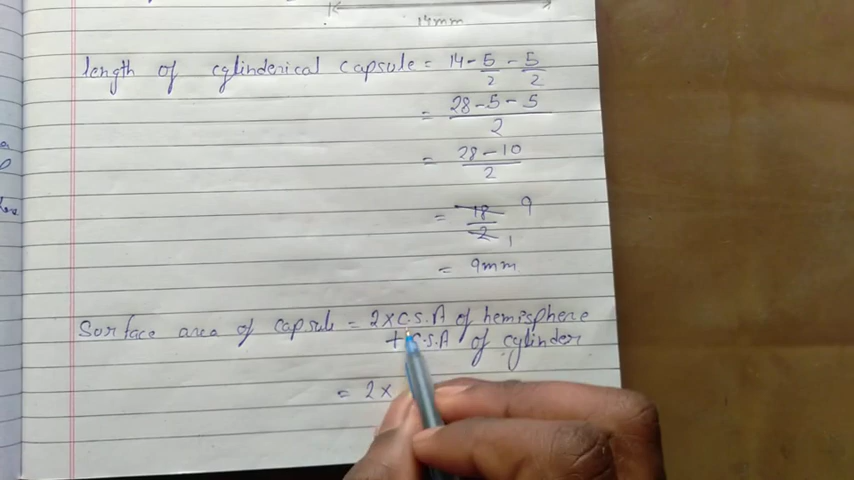 14mm
length of cylinderical capsule = 14 - 5/2 - 5/2
= 28 - 5 - 5 / 2
= 28 - 10 / 2
= 18/2 9 1
= 9mm
Surface area of capsule = 2 x C.S.A of hemisphere
+ C.S.A of cylinder
= 2 x